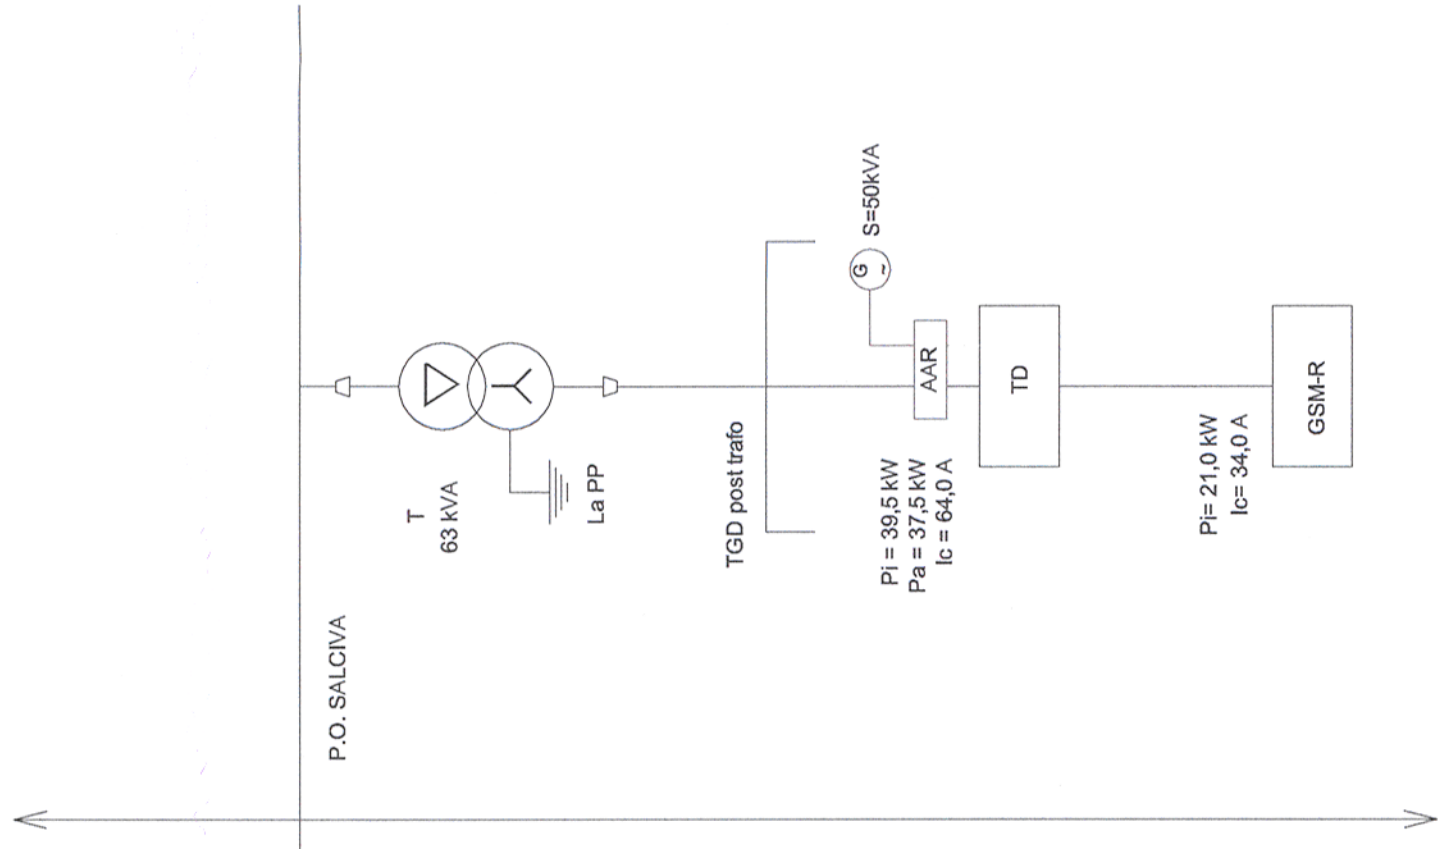 P.O. SALCIVA
T
63 kVA
La PP
TGD post trafo
G
~
S=50kVA
AAR
Pi = 39,5 kW
Pa = 37,5 kW
Ic = 64,0 A
TD
Pi= 21,0 kW
Ic= 34,0 A
GSM-R